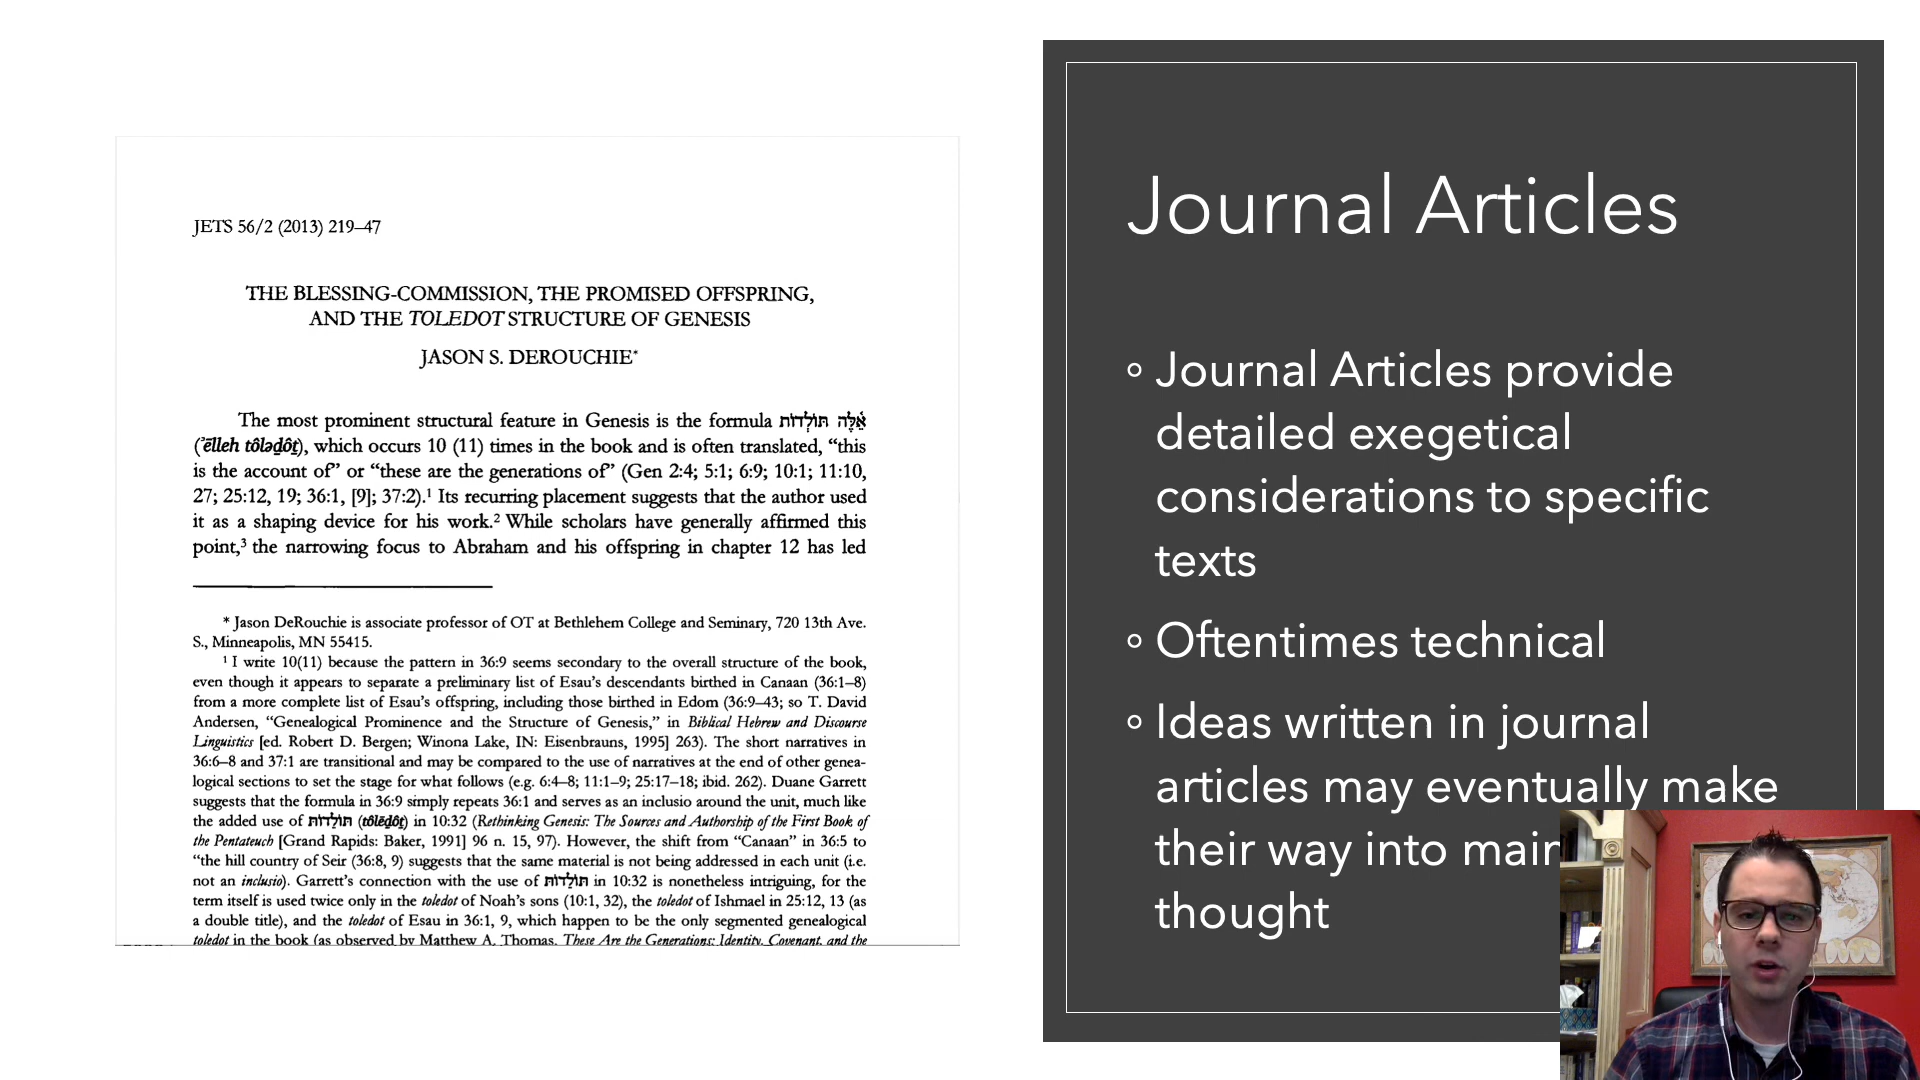 JETS 56/2 (2013) 219–47
THE BLESSING-COMMISSION, THE PROMISED OFFSPRING,
AND THE TOLEDOT STRUCTURE OF GENESIS
JASON S. DEROUCHIE*
The most prominent structural feature in Genesis is the formula אֵלֶּה תּוֹלְדוֹת
(ʾēlleh tôlǝḏôṯ), which occurs 10 (11) times in the book and is often translated, “this
is the account of” or “these are the generations of” (Gen 2:4; 5:1; 6:9; 10:1; 11:10,
27; 25:12, 19; 36:1, [9]; 37:2).¹ Its recurring placement suggests that the author used
it as a shaping device for his work.² While scholars have generally affirmed this
point,³ the narrowing focus to Abraham and his offspring in chapter 12 has led
* Jason DeRouchie is associate professor of OT at Bethlehem College and Seminary, 720 13th Ave.
S., Minneapolis, MN 55415.
¹ I write 10(11) because the pattern in 36:9 seems secondary to the overall structure of the book,
even though it appears to separate a preliminary list of Esau’s descendants birthed in Canaan (36:1–8)
from a more complete list of Esau’s offspring, including those birthed in Edom (36:9–43; so T. David
Andersen, “Genealogical Prominence and the Structure of Genesis,” in Biblical Hebrew and Discourse
Linguistics [ed. Robert D. Bergen; Winona Lake, IN: Eisenbrauns, 1995] 263). The short narratives in
36:6–8 and 37:1 are transitional and may be compared to the use of narratives at the end of other genea-
logical sections to set the stage for what follows (e.g. 6:4–8; 11:1–9; 25:17–18; ibid. 262). Duane Garrett
suggests that the formula in 36:9 simply repeats 36:1 and serves as an inclusio around the unit, much like
the added use of תּוֹלְדוֹת (tôlēḏôṯ) in 10:32 (Rethinking Genesis: The Sources and Authorship of the First Book of
the Pentateuch [Grand Rapids: Baker, 1991] 96 n. 15, 97). However, the shift from “Canaan” in 36:5 to
“the hill country of Seir (36:8, 9) suggests that the same material is not being addressed in each unit (i.e.
not an inclusio). Garrett’s connection with the use of תּוֹלְדוֹת in 10:32 is nonetheless intriguing, for the
term itself is used twice only in the toledot of Noah’s sons (10:1, 32), the toledot of Ishmael in 25:12, 13 (as
a double title), and the toledot of Esau in 36:1, 9, which happen to be the only segmented genealogical
toledot in the book (as observed by Matthew A. Thomas, These Are the Generations: Identity, Covenant, and the
Journal Articles
◦ Journal Articles provide
detailed exegetical
considerations to specific
texts
◦ Oftentimes technical
◦ Ideas written in journal
articles may eventually make
their way into
thought